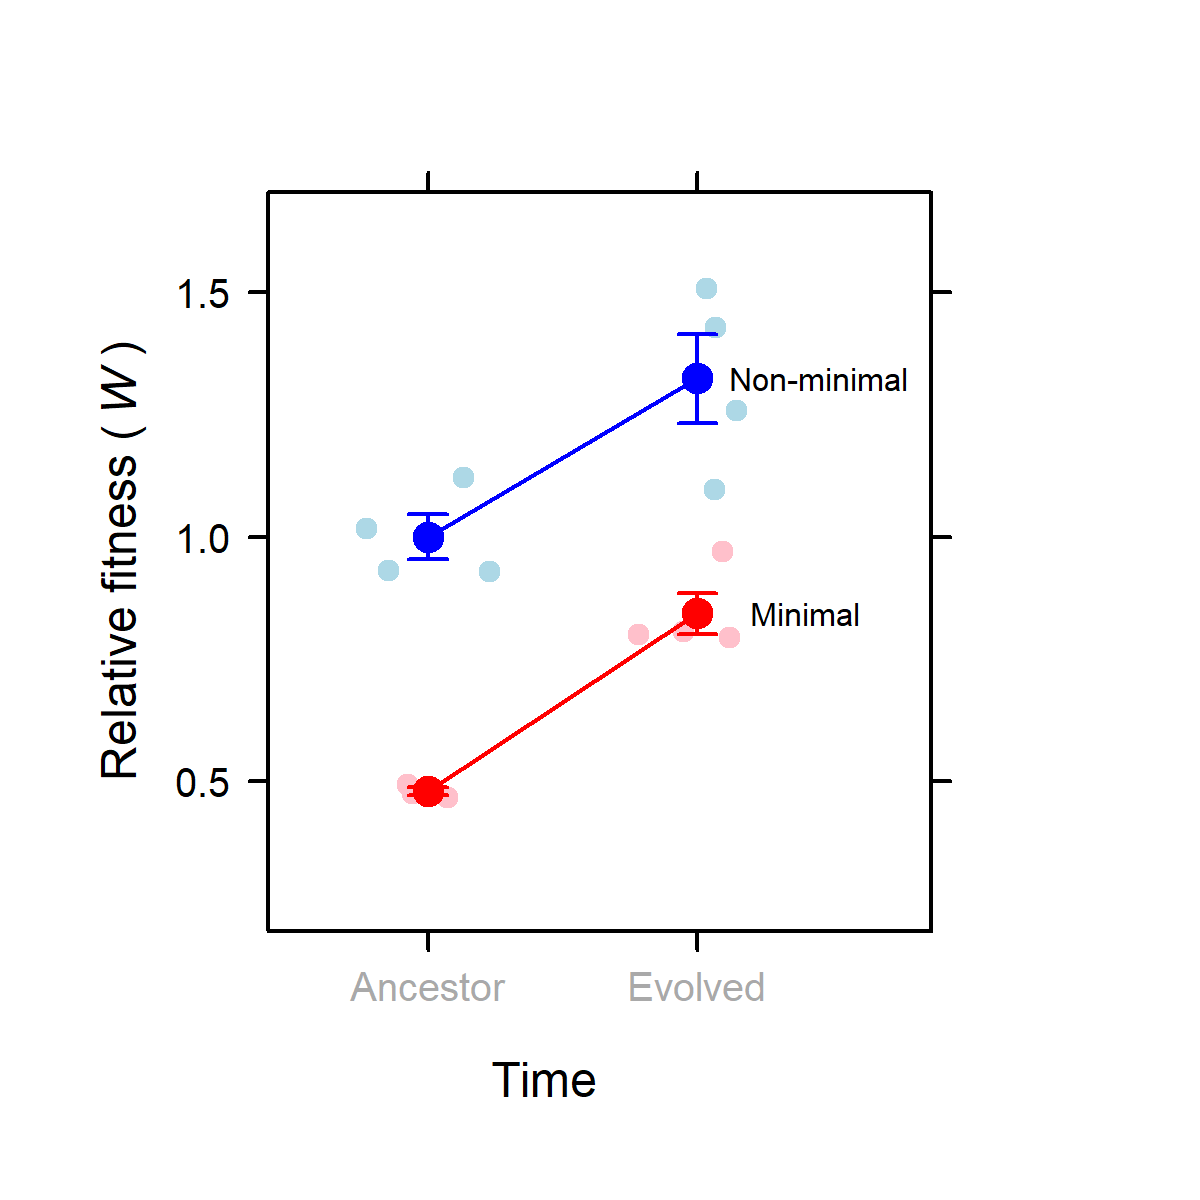 Relative fitness ( W )
1.5
1.0
0.5
Non-minimal
Minimal
Ancestor
Evolved
Time